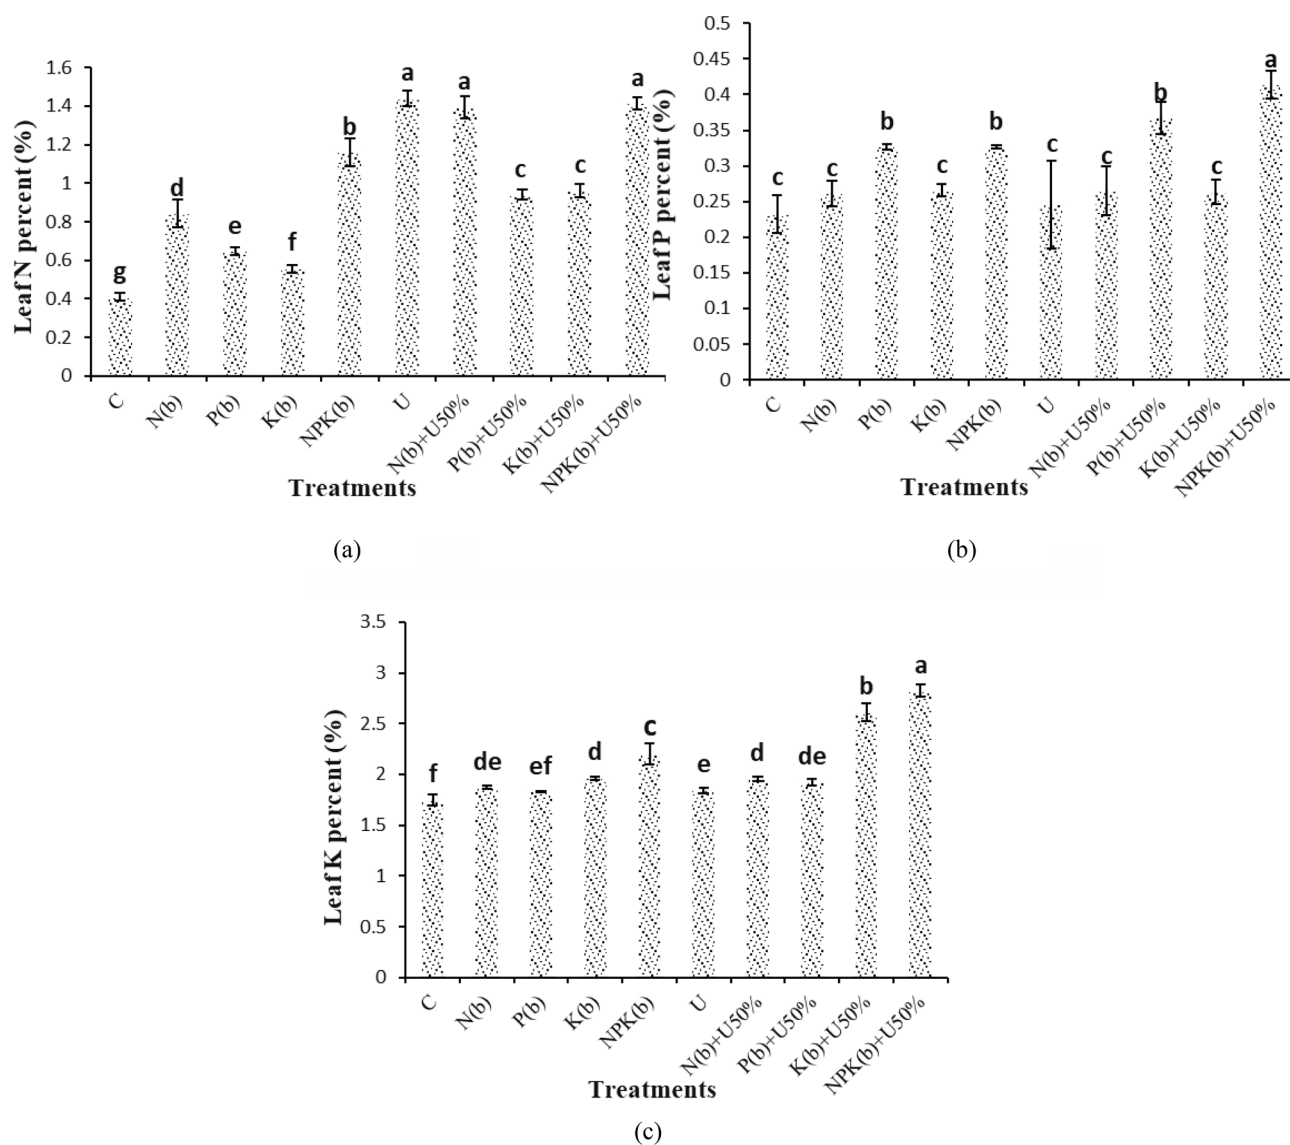 Leaf N percent (%)
1.6
1.4
1.2
1
0.8
0.6
0.4
0.2
0
g
d
e
f
b
a
a
c
c
a
C
N(b)
P(b)
K(b)
NPK(b)
U
N(b)+U50%
P(b)+U50%
K(b)+U50%
NPK(b)+U50%
Treatments
(a)
Leaf P percent (%)
0.5
0.45
0.4
0.35
0.3
0.25
0.2
0.15
0.1
0.05
0
c
c
b
c
b
c
c
b
c
a
C
N(b)
P(b)
K(b)
NPK(b)
U
N(b)+U50%
P(b)+U50%
K(b)+U50%
NPK(b)+U50%
Treatments
(b)
Leaf K percent (%)
3.5
3
2.5
2
1.5
1
0.5
0
f
de
ef
d
c
e
d
de
b
a
C
N(b)
P(b)
K(b)
NPK(b)
U
N(b)+U50%
P(b)+U50%
K(b)+U50%
NPK(b)+U50%
Treatments
(c)